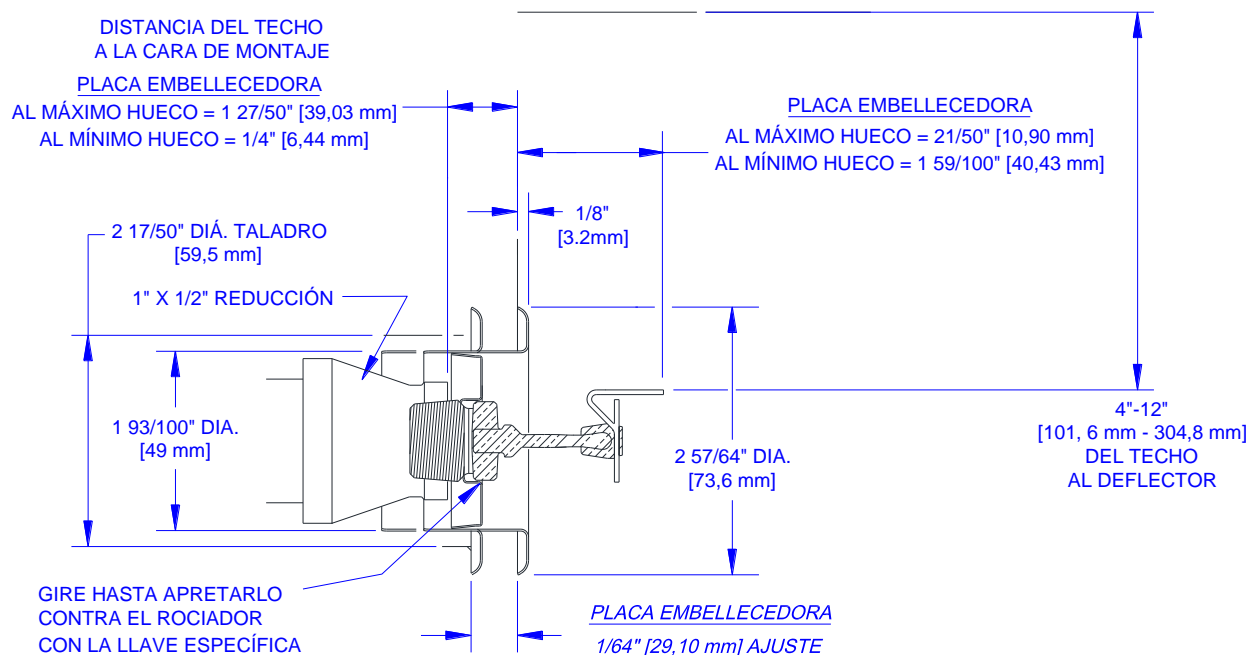 DISTANCIA DEL TECHO
A LA CARA DE MONTAJE
PLACA EMBELLECEDORA
AL MÁXIMO HUECO = 1 27/50" [39,03 mm]
AL MÍNIMO HUECO = 1/4" [6,44 mm]
PLACA EMBELLECEDORA
AL MÁXIMO HUECO = 21/50" [10,90 mm]
AL MÍNIMO HUECO = 1 59/100" [40,43 mm]
1/8"
[3.2mm]
2 17/50" DIÁ. TALADRO
[59,5 mm]
1" X 1/2" REDUCCIÓN
1 93/100" DIA.
[49 mm]
2 57/64" DIA.
[73,6 mm]
4"-12"
[101, 6 mm - 304,8 mm]
DEL TECHO
AL DEFLECTOR
GIRE HASTA APRETARLO
CONTRA EL ROCIADOR
CON LA LLAVE ESPECÍFICA
PLACA EMBELLECEDORA
1/64" [29,10 mm] AJUSTE